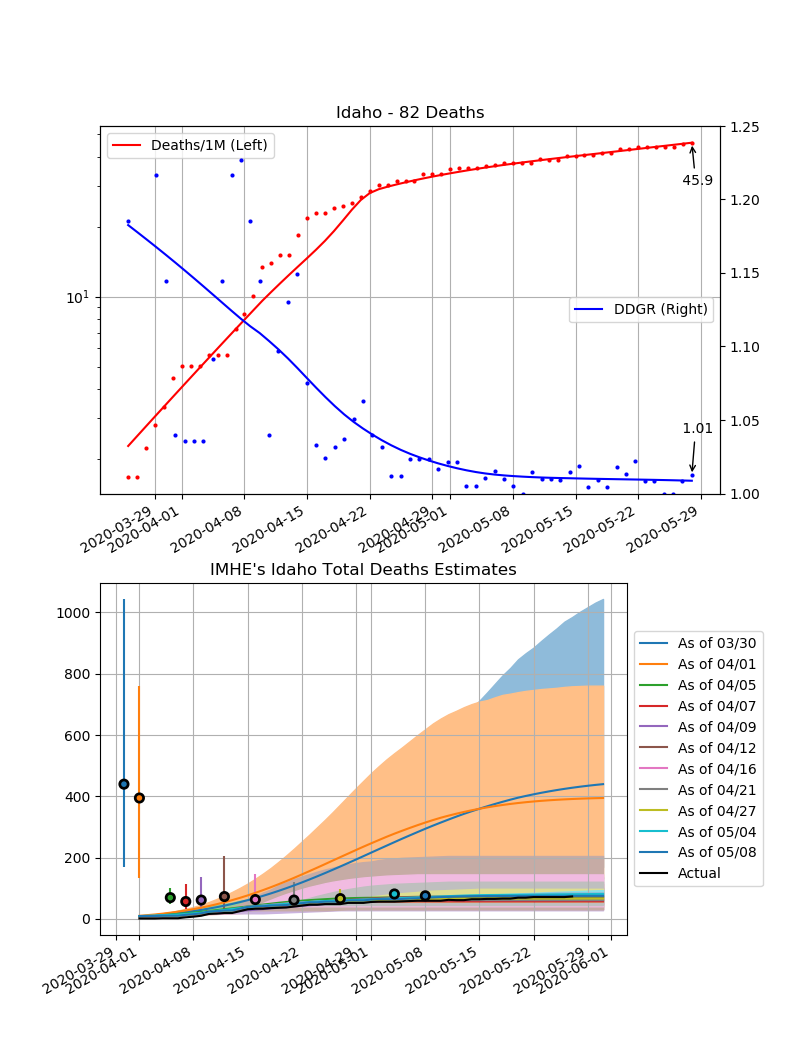 Idaho - 82 Deaths
Deaths/1M (Left)
DDGR (Right)
45.9
1.01
10¹
1.25
1.20
1.15
1.10
1.05
1.00
2020-03-29
2020-04-01
2020-04-08
2020-04-15
2020-04-22
2020-04-29
2020-05-01
2020-05-08
2020-05-15
2020-05-22
2020-05-29
IMHE's Idaho Total Deaths Estimates
1000
800
600
400
200
0
As of 03/30
As of 04/01
As of 04/05
As of 04/07
As of 04/09
As of 04/12
As of 04/16
As of 04/21
As of 04/27
As of 05/04
As of 05/08
Actual
2020-03-29
2020-04-01
2020-04-08
2020-04-15
2020-04-22
2020-04-29
2020-05-01
2020-05-08
2020-05-15
2020-05-22
2020-05-29
2020-06-01